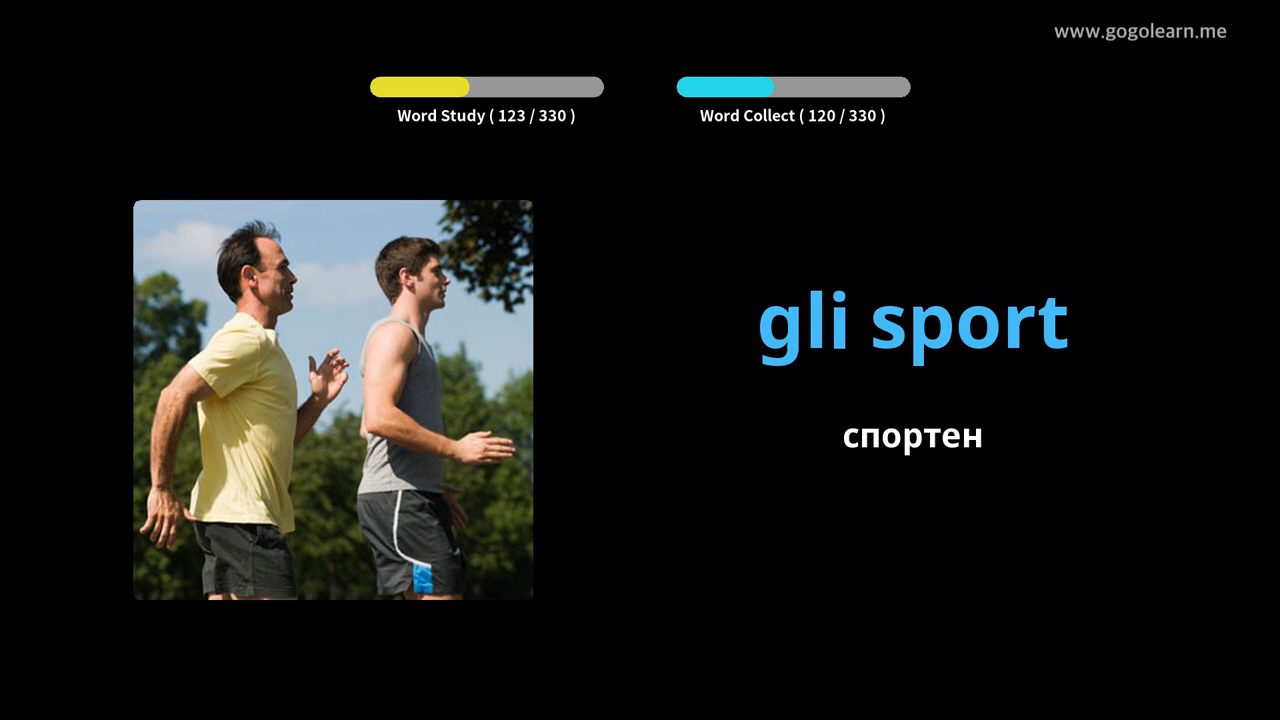 www.gogolearn.me
Word Study ( 123 / 330 )
Word Collect ( 120 / 330 )
gli sport
спортен